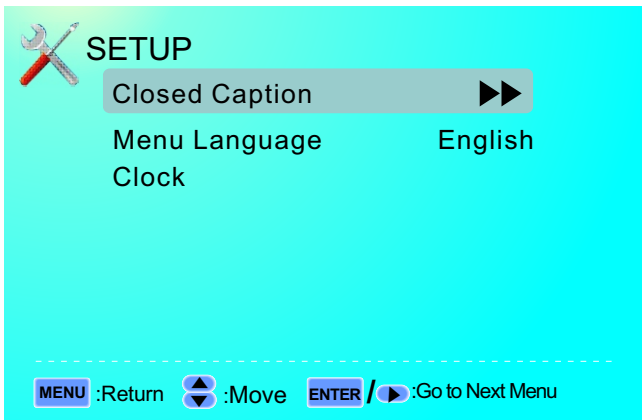 SETUP
Closed Caption
Menu Language English
Clock
MENU :Return :Move ENTER / :Go to Next Menu